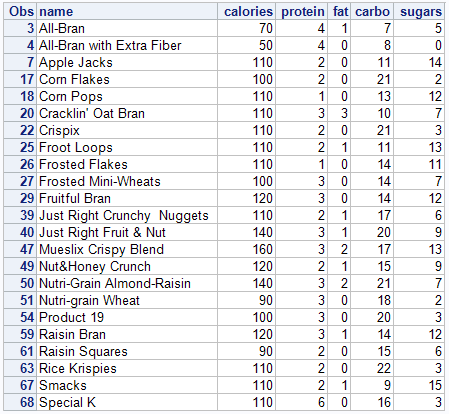 Obs name calories protein fat carbo sugars
3 All-Bran 70 4 1 7 5
4 All-Bran with Extra Fiber 50 4 0 8 0
7 Apple Jacks 110 2 0 11 14
17 Corn Flakes 100 2 0 21 2
18 Corn Pops 110 1 0 13 12
20 Cracklin' Oat Bran 110 3 3 10 7
22 Crispix 110 2 0 21 3
25 Froot Loops 110 2 1 11 13
26 Frosted Flakes 110 1 0 14 11
27 Frosted Mini-Wheats 100 3 0 14 7
29 Fruitful Bran 120 3 0 14 12
39 Just Right Crunchy  Nuggets 110 2 1 17 6
40 Just Right Fruit & Nut 140 3 1 20 9
47 Mueslix Crispy Blend 160 3 2 17 13
49 Nut&Honey Crunch 120 2 1 15 9
50 Nutri-Grain Almond-Raisin 140 3 2 21 7
51 Nutri-grain Wheat 90 3 0 18 2
54 Product 19 100 3 0 20 3
59 Raisin Bran 120 3 1 14 12
61 Raisin Squares 90 2 0 15 6
63 Rice Krispies 110 2 0 22 3
67 Smacks 110 2 1 9 15
68 Special K 110 6 0 16 3